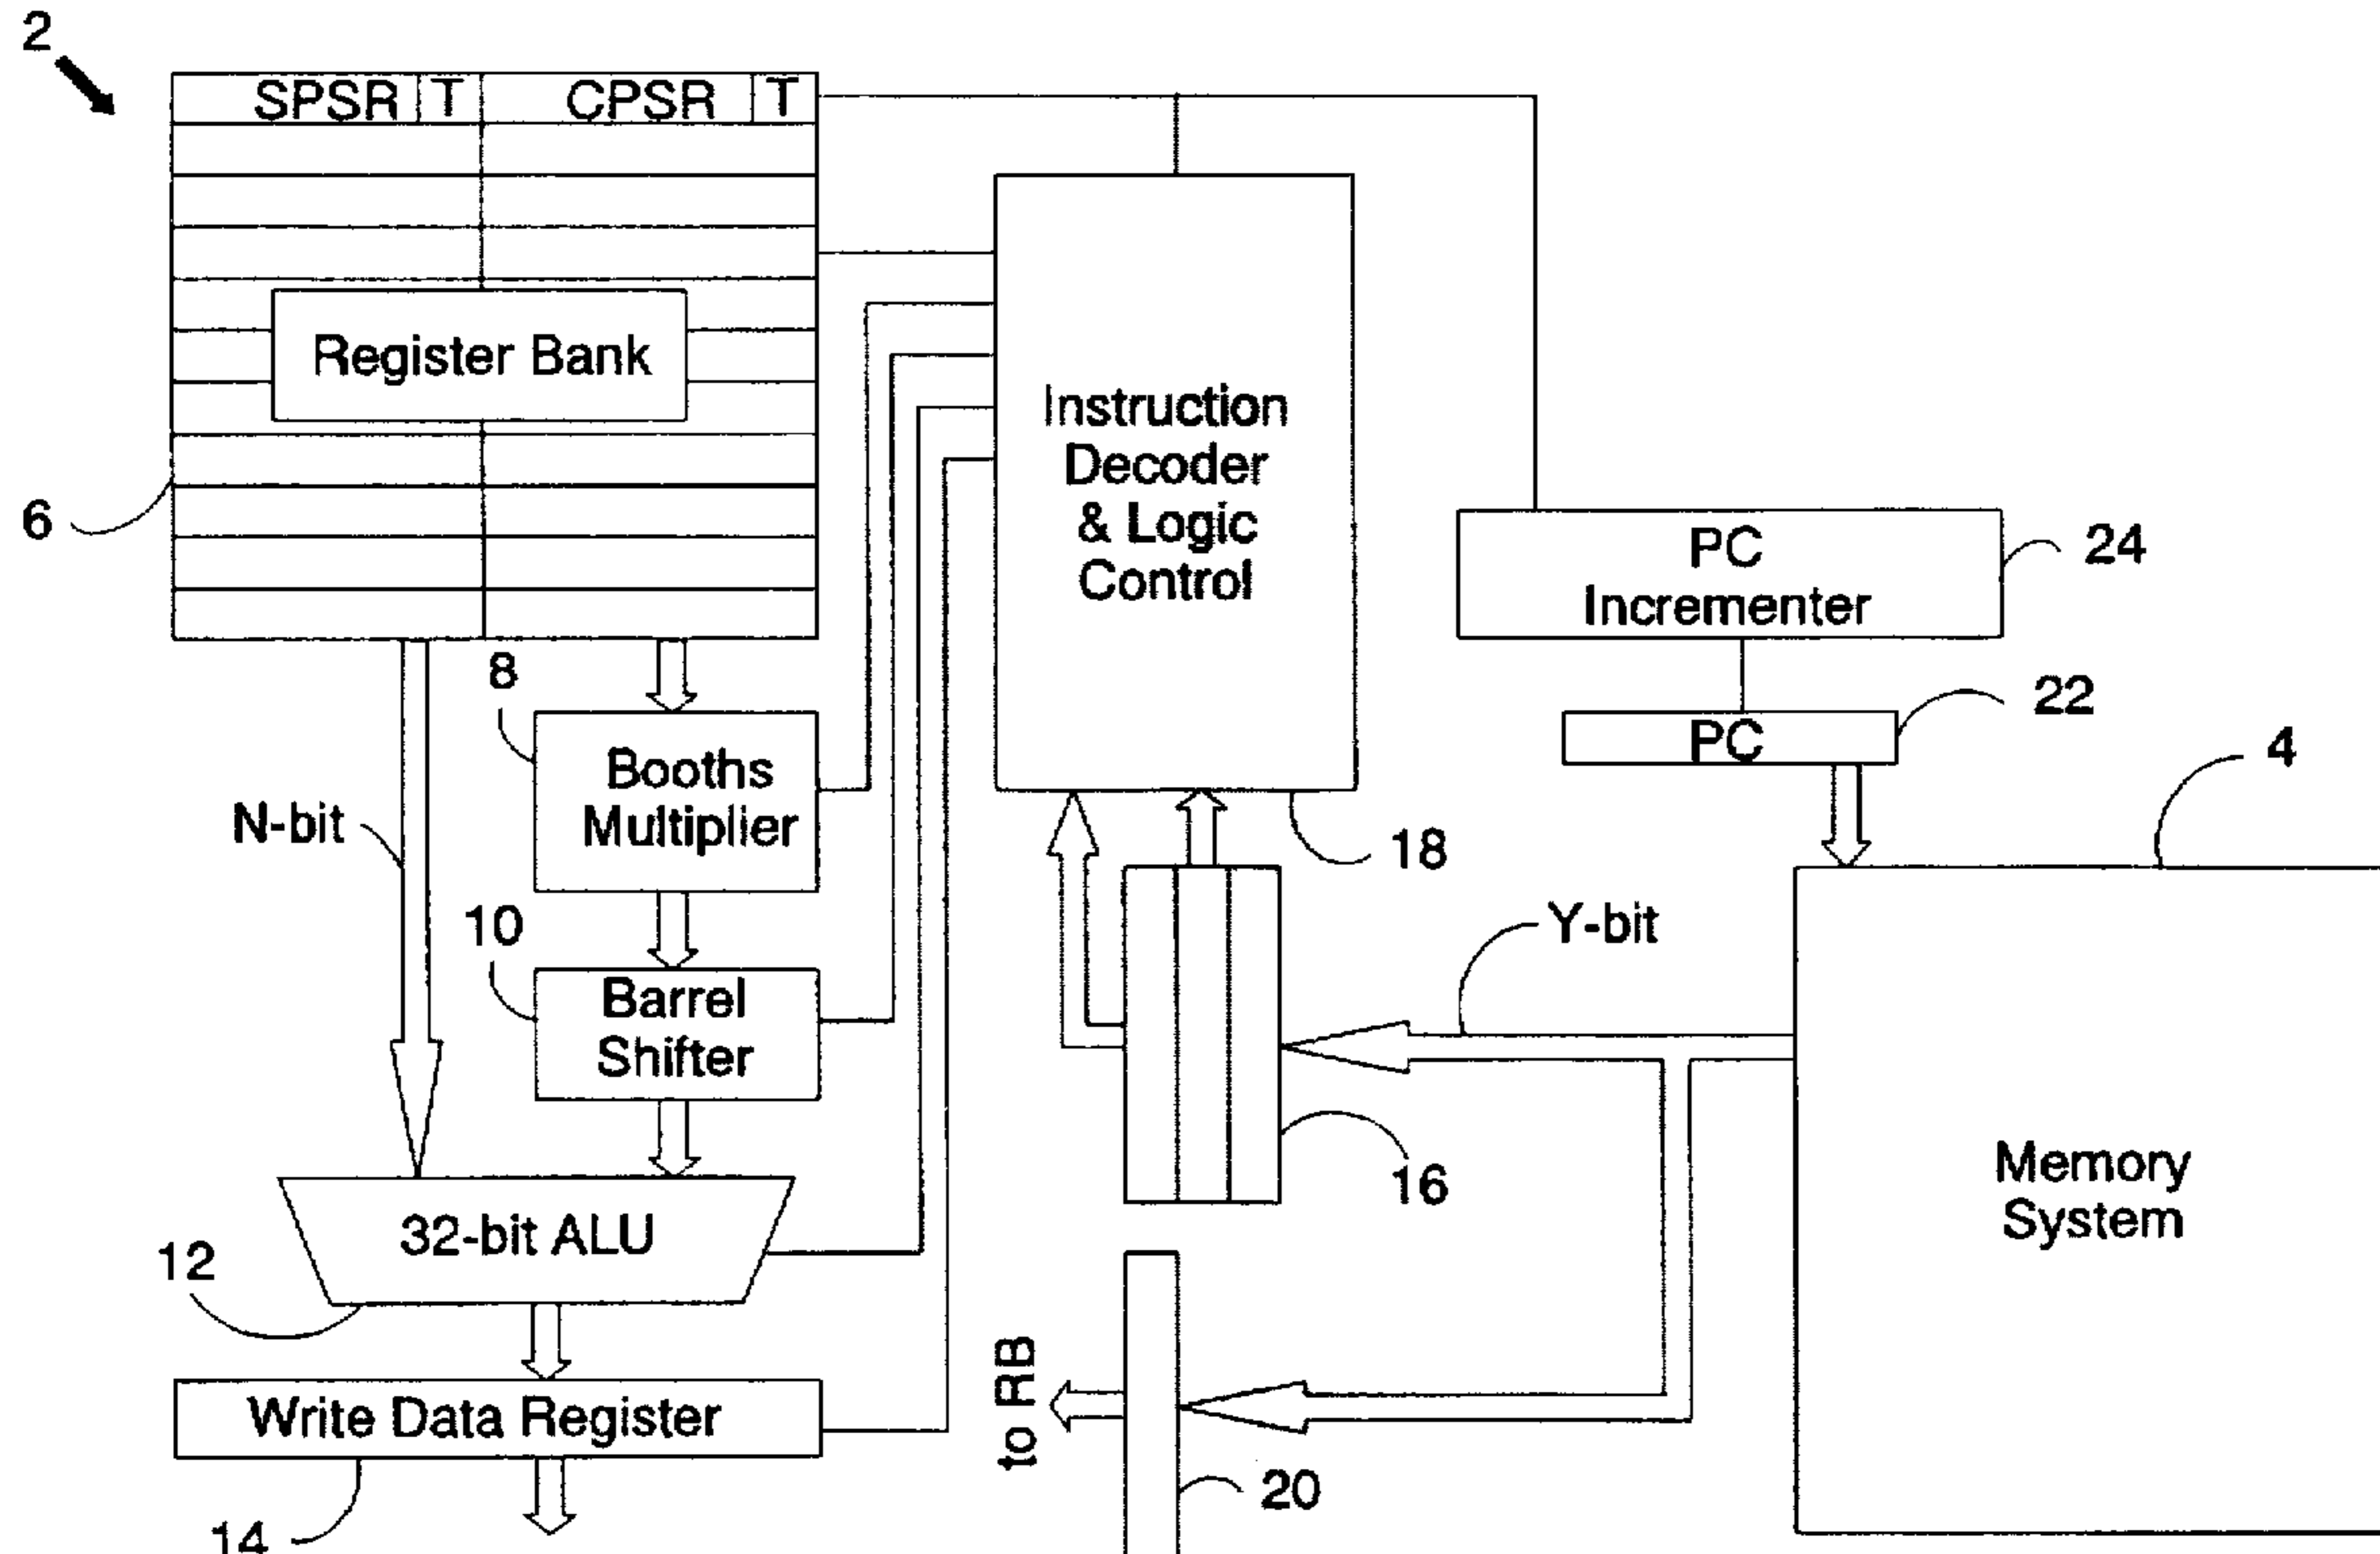 2
SPSR T CPSR T
Register Bank
6
Instruction
Decoder
& Logic
Control
PC
Incrementer
24
PC
22
4
8
Booths
Multiplier
N-bit
18
10
Barrel
Shifter
Y-bit
16
Memory
System
32-bit ALU
12
to RB
Write Data Register
20
14